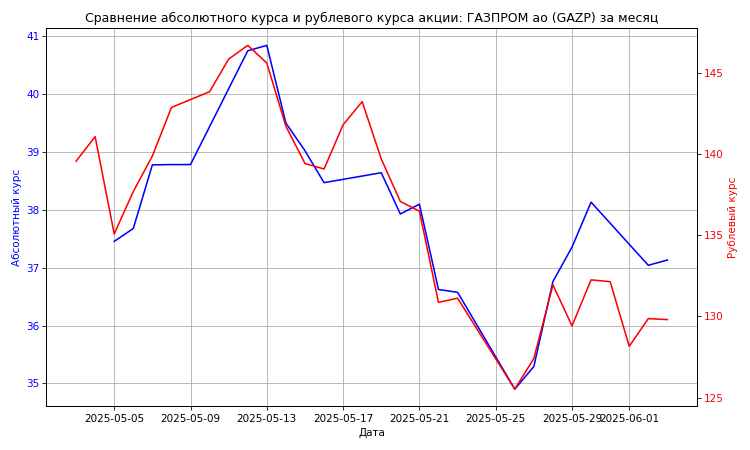 Сравнение абсолютного курса и рублевого курса акции: ГАЗПРОМ ао (GAZP) за месяц
41
40
39
38
37
36
35
Абсолютный курс
145
140
135
130
125
Рублевый курс
2025-05-05 2025-05-09 2025-05-13 2025-05-17 2025-05-21 2025-05-25 2025-05-29 2025-06-01
Дата